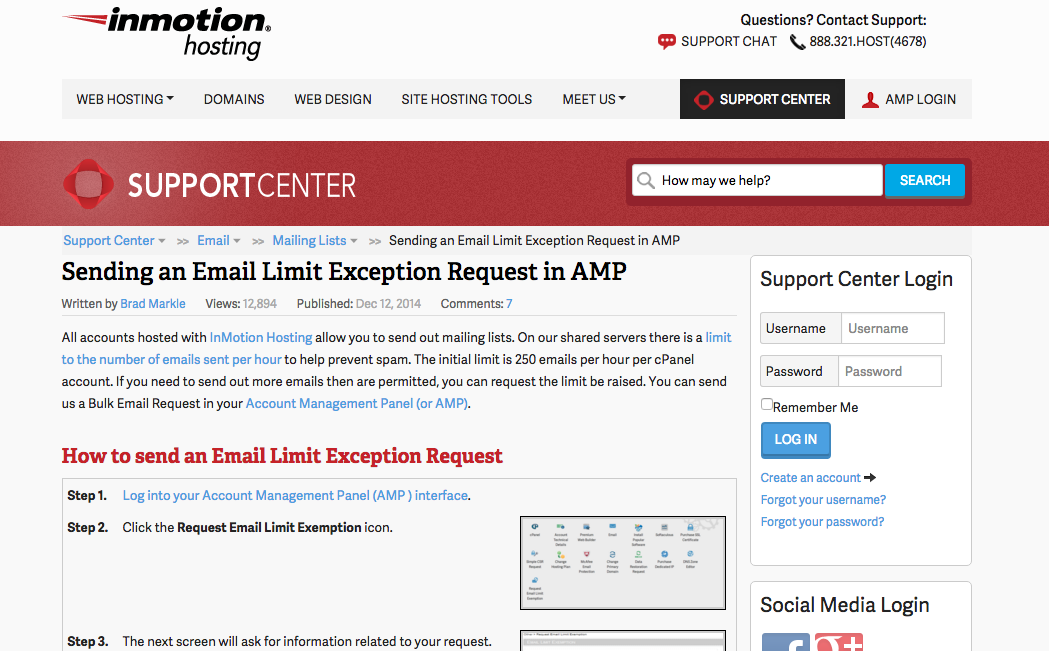 inmotion®
hosting
Questions? Contact Support:
SUPPORT CHAT 888.321.HOST(4678)
WEB HOSTING DOMAINS WEB DESIGN SITE HOSTING TOOLS MEET US SUPPORT CENTER AMP LOGIN
SUPPORTCENTER
How may we help? SEARCH
Support Center >> Email >> Mailing Lists >> Sending an Email Limit Exception Request in AMP
Sending an Email Limit Exception Request in AMP
Written by Brad Markle Views: 12,894 Published: Dec 12, 2014 Comments: 7
All accounts hosted with InMotion Hosting allow you to send out mailing lists. On our shared servers there is a limit
to the number of emails sent per hour to help prevent spam. The initial limit is 250 emails per hour per cPanel
account. If you need to send out more emails then are permitted, you can request the limit be raised. You can send
us a Bulk Email Request in your Account Management Panel (or AMP).
How to send an Email Limit Exception Request
Step 1. Log into your Account Management Panel (AMP ) interface.
Step 2. Click the Request Email Limit Exemption icon.
Step 3. The next screen will ask for information related to your request.
Support Center Login
Username Username
Password Password
Remember Me
LOG IN
Create an account
Forgot your username?
Forgot your password?
Social Media Login